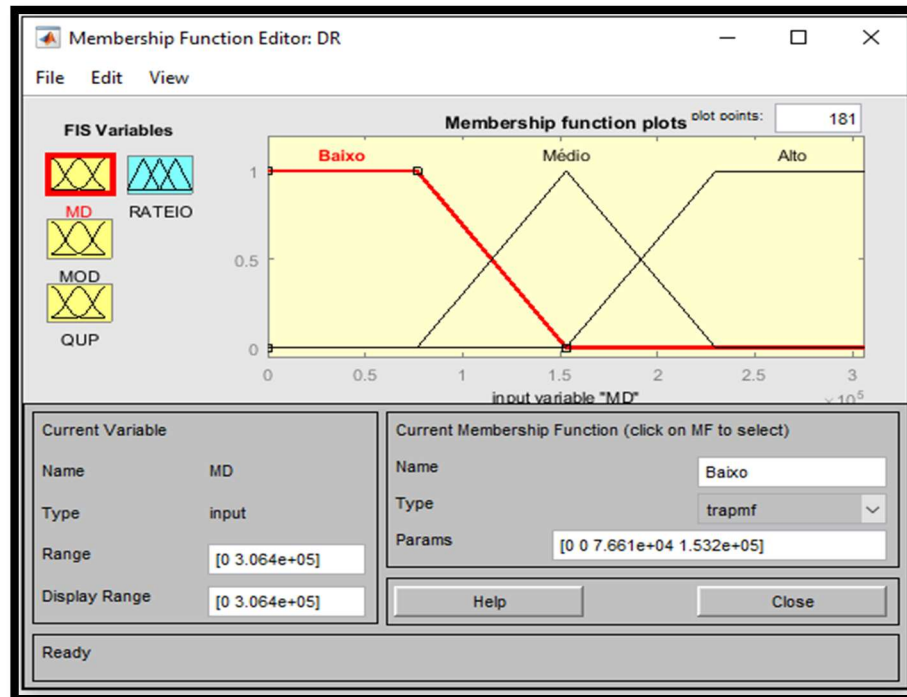 Membership Function Editor: DR
File Edit View
FIS Variables
MD
RATEIO
MOD
QUP
Membership function plots
plot points:
181
Baixo
Médio
Alto
1
0.5
0
0 0.5 1 1.5 2 2.5 3
input variable "MD"
× 10^5
Current Variable
Name MD
Type input
Range [0 3.064e+05]
Display Range [0 3.064e+05]
Current Membership Function (click on MF to select)
Name Baixo
Type trapmf
Params [0 0 7.661e+04 1.532e+05]
Help Close
Ready